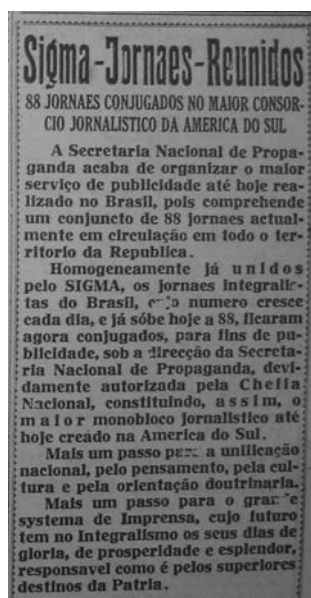 Sigma-Jornaes-Reunidos
88 JORNAES CONJUGADOS NO MAIOR CONSOR-
CIO JORNALISTICO DA AMERICA DO SUL
A Secretaria Nacional de Propa-
ganda acaba de organizar o maior
serviço de publicidade até hoje rea-
lizado no Brasil, pois comprehende
um conjuncto de 88 jornaes actual-
mente em circulação em todo o ter-
ritorio da Republica.
Homogeneamente já unidos
pelo SIGMA, os jornaes integralis-
tas do Brasil, cujo numero cresce
cada dia, e já sóbe hoje a 88, ficaram
agora conjugados, para fins de pu-
blicidade, sob a direcção da Secreta-
ria Nacional de Propaganda, devi-
damente autorizada pela Chefia
Nacional, constituindo, assim, o
maior monobloco jornalistico até
hoje creado na America do Sul.
Mais um passo para a unificação
nacional, pelo pensamento, pela cul-
tura e pela orientação doutrinaria.
Mais um passo para o grande
systema de Imprensa, cujo futuro
tem no Integralismo os seus dias de
gloria, de prosperidade e esplendor,
responsavel como é pelos superiores
destinos da Patria.